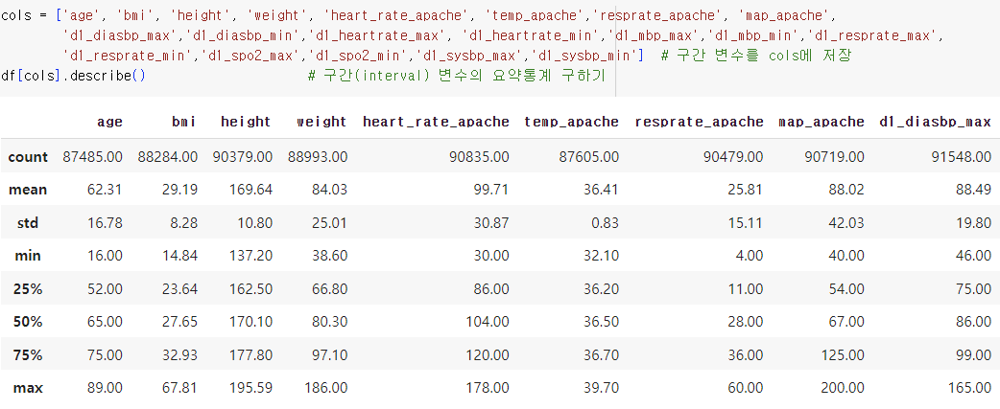 cols = ['age', 'bmi', 'height', 'weight', 'heart_rate_apache', 'temp_apache','resprate_apache', 'map_apache',
'd1_diasbp_max','d1_diasbp_min','d1_heartrate_max', 'd1_heartrate_min','d1_mbp_max','d1_mbp_min','d1_resprate_max',
'd1_resprate_min','d1_spo2_max','d1_spo2_min','d1_sysbp_max','d1_sysbp_min'] # 구간 변수를 cols에 저장
df[cols].describe() # 구간(interval) 변수의 요약통계 구하기
age bmi height weight heart_rate_apache temp_apache resprate_apache map_apache d1_diasbp_max
count 87485.00 88284.00 90379.00 88993.00 90835.00 87605.00 90479.00 90719.00 91548.00
mean 62.31 29.19 169.64 84.03 99.71 36.41 25.81 88.02 88.49
std 16.78 8.28 10.80 25.01 30.87 0.83 15.11 42.03 19.80
min 16.00 14.84 137.20 38.60 30.00 32.10 4.00 40.00 46.00
25% 52.00 23.64 162.50 66.80 86.00 36.20 11.00 54.00 75.00
50% 65.00 27.65 170.10 80.30 104.00 36.50 28.00 67.00 86.00
75% 75.00 32.93 177.80 97.10 120.00 36.70 36.00 125.00 99.00
max 89.00 67.81 195.59 186.00 178.00 39.70 60.00 200.00 165.00